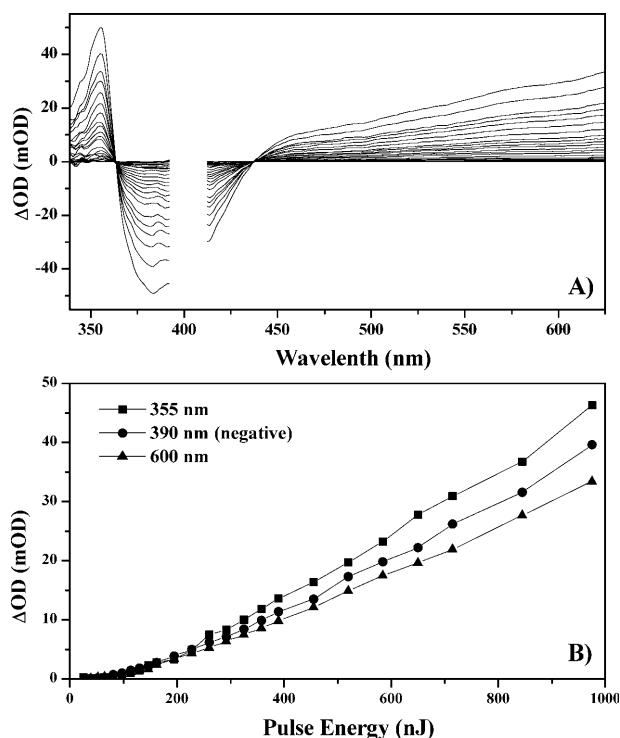 40
20
0
-20
-40
ΔOD (mOD)
A)
350 400 450 500 550 600
Wavelenth (nm)
50
40
30
20
10
0
ΔOD (mOD)
355 nm
390 nm (negative)
600 nm
B)
0 200 400 600 800 1000
Pulse Energy (nJ)